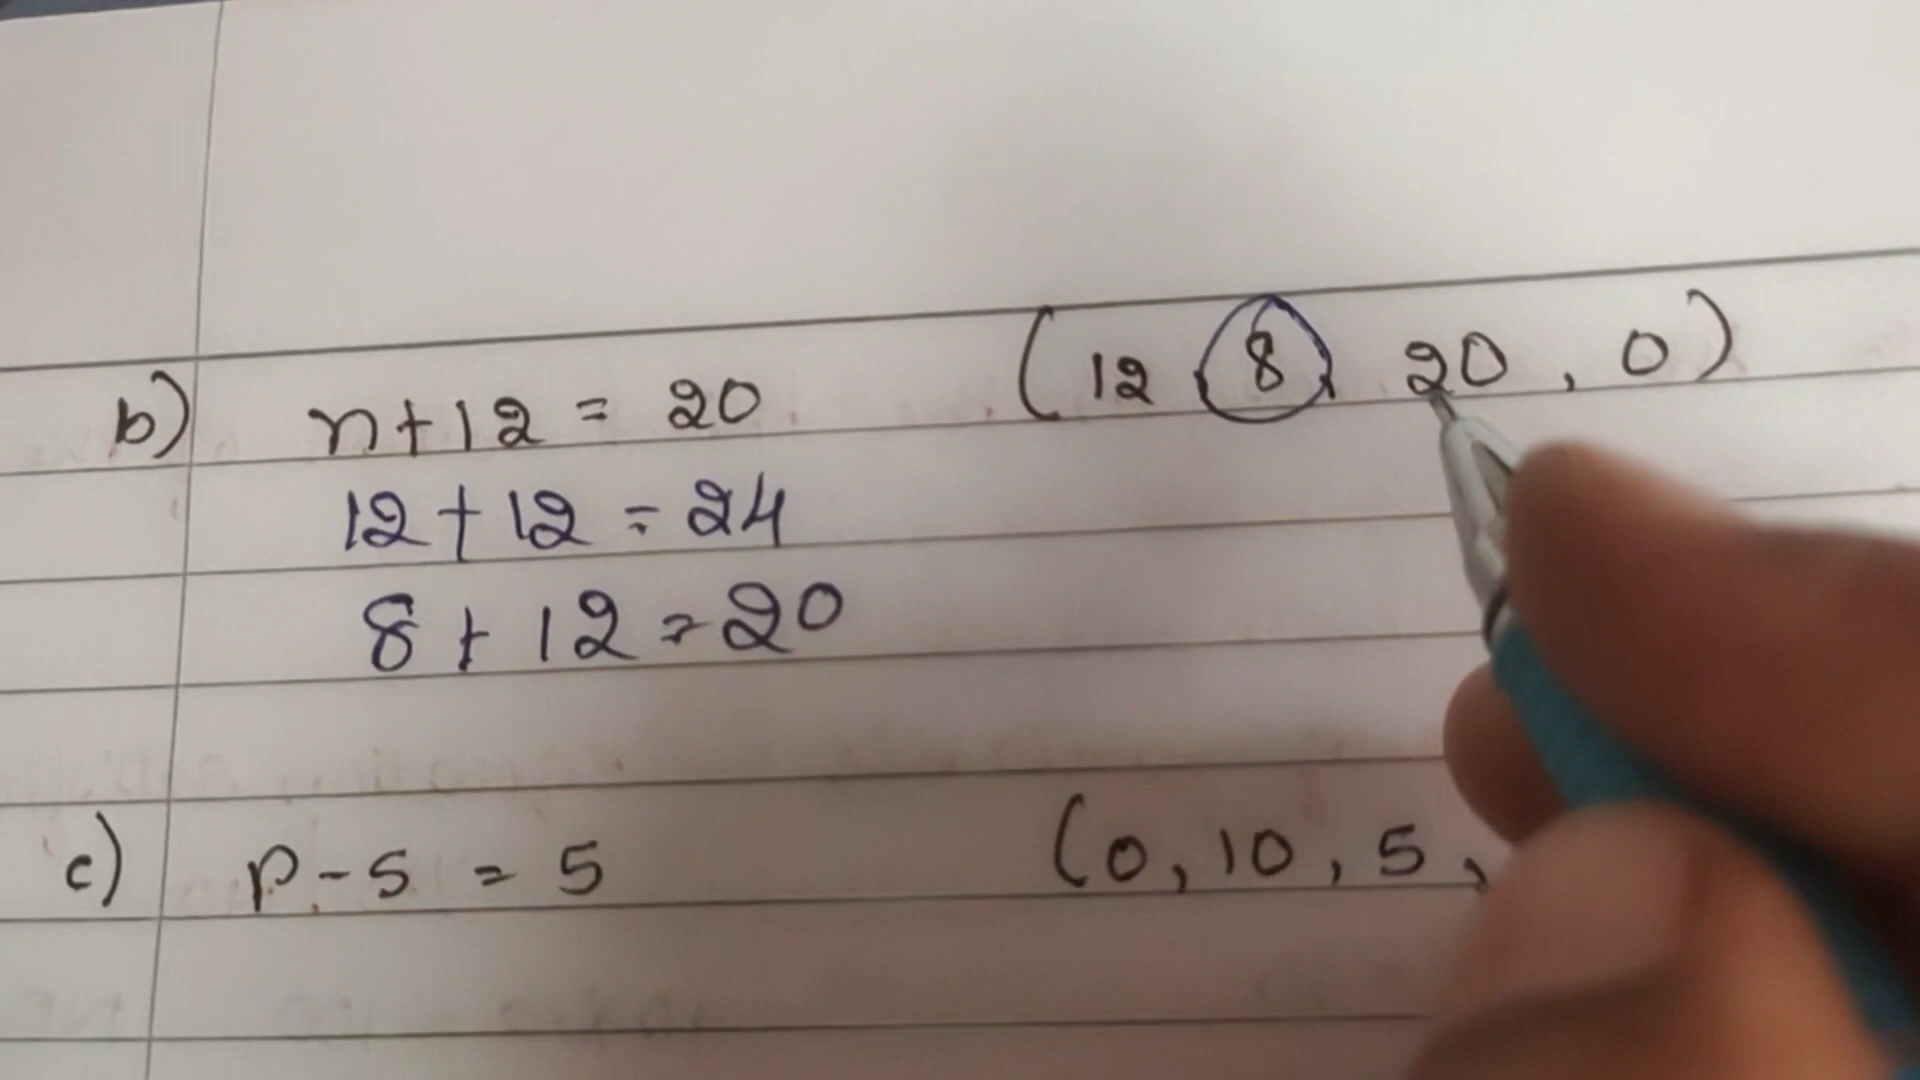 b) n+12 = 20 (12, 8, 20, 0)
12+12 = 24
8+12=20
c) p-5 = 5 (0, 10, 5,